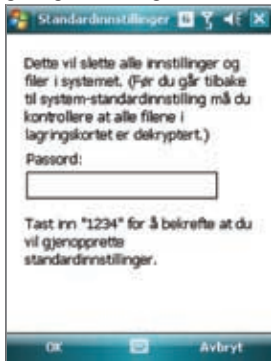 Standardinnstillinger
Dette vil slette alle innstillinger og
filer i systemet. (Før du går tilbake
til system-standardinnstilling må du
kontrollere at alle filene i
lagringskortet er dekryptert.)
Passord:
Tast inn "1234" for å bekrefte at du
vil gjenopprette
standardinnstillinger.
OK Avbryt